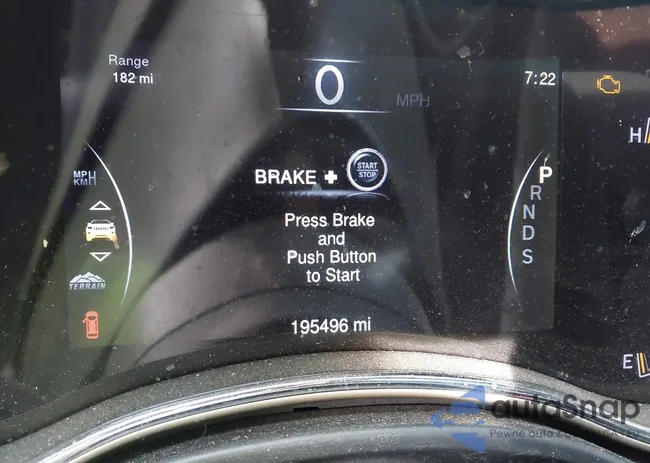 Range
182 mi
0
MPH
7:22
H
MPH
KM/H
BRAKE + START
STOP
P
R
N
D
S
Press Brake
and
Push Button
to Start
TERRAIN
195496 mi
E
autoSnap